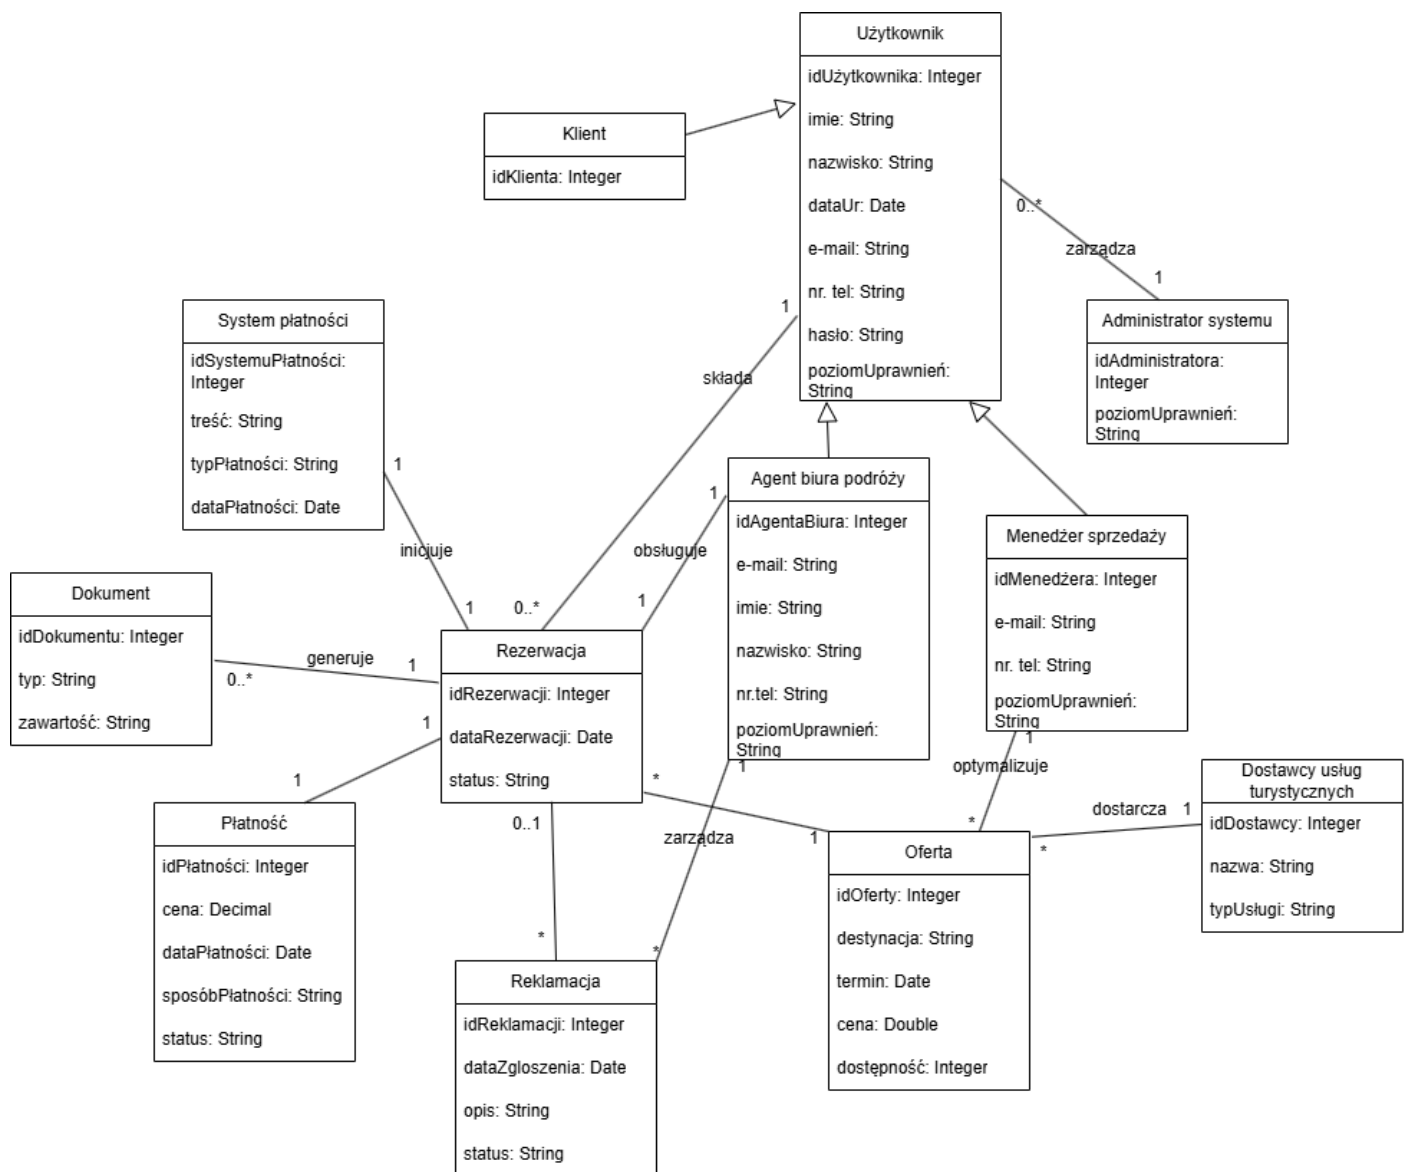 Użytkownik
idUżytkownika: Integer
imie: String
nazwisko: String
dataUr: Date
e-mail: String
nr. tel: String
hasło: String
poziomUprawnień:
String
Klient
idKlienta: Integer
0..*
zarządza
1
Administrator systemu
idAdministratora:
Integer
poziomUprawnień:
String
System płatności
idSystemuPłatności:
Integer
treść: String
typPłatności: String
dataPłatności: Date
1
składa
0..*
1
inicjuje
1
Agent biura podróży
idAgentaBiura: Integer
e-mail: String
imie: String
nazwisko: String
nr.tel: String
poziomUprawnień:
String
1
obsługuje
1
Menedżer sprzedaży
idMenedżera: Integer
e-mail: String
nr. tel: String
poziomUprawnień:
String
Dokument
idDokumentu: Integer
typ: String
zawartość: String
generuje
1
0..*
Rezerwacja
idRezerwacji: Integer
dataRezerwacji: Date
status: String
1
1
Płatność
idPłatności: Integer
cena: Decimal
dataPłatności: Date
sposóbPłatności: String
status: String
0..1
*
1
zarządza
*
*
1
1
optymalizuje
*
dostarcza
1
*
Dostawcy usług
turystycznych
idDostawcy: Integer
nazwa: String
typUsługi: String
Oferta
idOferty: Integer
destynacja: String
termin: Date
cena: Double
dostępność: Integer
Reklamacja
idReklamacji: Integer
dataZgloszenia: Date
opis: String
status: String